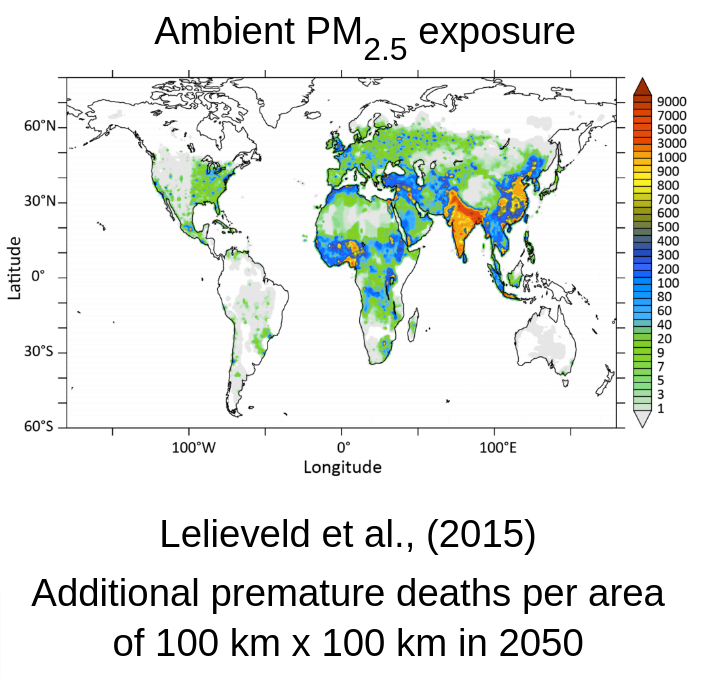 Ambient PM2.5 exposure
60°N
30°N
0°
30°S
60°S
Latitude
100°W
0°
100°E
Longitude
9000
7000
5000
3000
1000
900
800
700
600
500
400
300
200
100
80
60
40
20
9
7
5
3
1
Lelieveld et al., (2015)
Additional premature deaths per area
of 100 km x 100 km in 2050